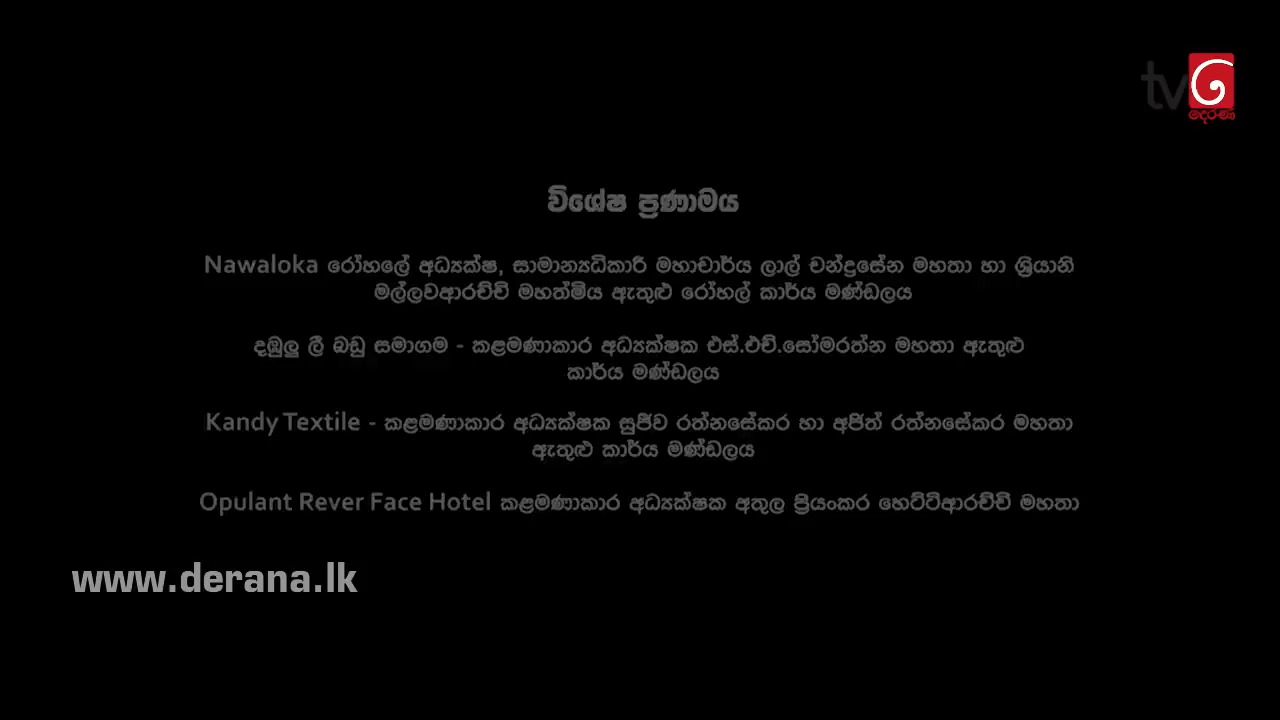 tv
දෙරණ
විශේෂ ප්‍රණාමය
Nawaloka රෝහලේ අධ්‍යක්ෂ, සාමාන්‍යධිකාරී මහාචාර්ය ලාල් චන්ද්‍රසේන මහතා හා ශ්‍රියානි
මල්ලවආරච්චි මහත්මිය ඇතුළු රෝහල් කාර්ය මණ්ඩලය
දඹුලු ලී බඩු සමාගම - කළමණාකාර අධ්‍යක්ෂක එස්.එච්.සෝමරත්න මහතා ඇතුළු
කාර්ය මණ්ඩලය
Kandy Textile - කළමණාකාර අධ්‍යක්ෂක සුජීව රත්නසේකර හා අජිත් රත්නසේකර මහතා
ඇතුළු කාර්ය මණ්ඩලය
Opulant Rever Face Hotel කළමණාකාර අධ්‍යක්ෂක අතුල ප්‍රියංකර හෙට්ටිආරච්චි මහතා
www.derana.lk